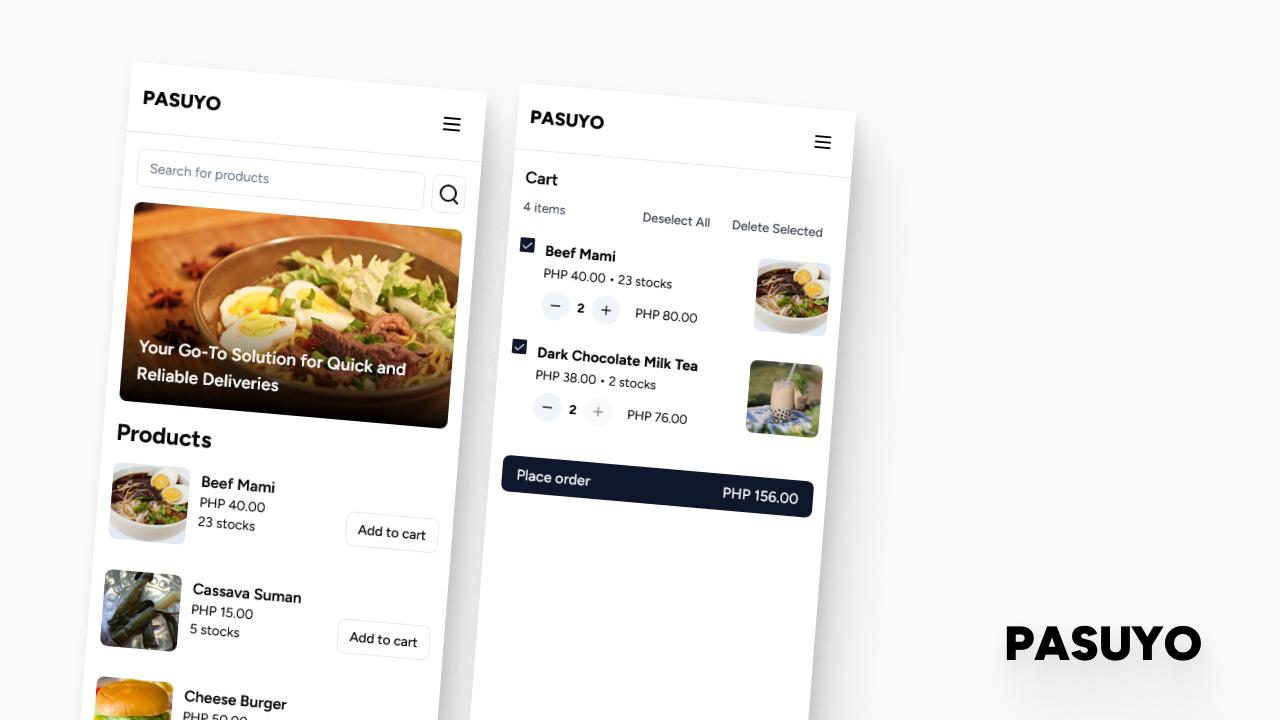 PASUYO
Search for products
Your Go-To Solution for Quick and
Reliable Deliveries
Products
Beef Mami
PHP 40.00
23 stocks
Add to cart
Cassava Suman
PHP 15.00
5 stocks
Add to cart
Cheese Burger
PHP 50.00
PASUYO
Cart
4 items
Deselect All
Delete Selected
Beef Mami
PHP 40.00 • 23 stocks
− 2 + PHP 80.00
Dark Chocolate Milk Tea
PHP 38.00 • 2 stocks
− 2 + PHP 76.00
Place order PHP 156.00
PASUYO